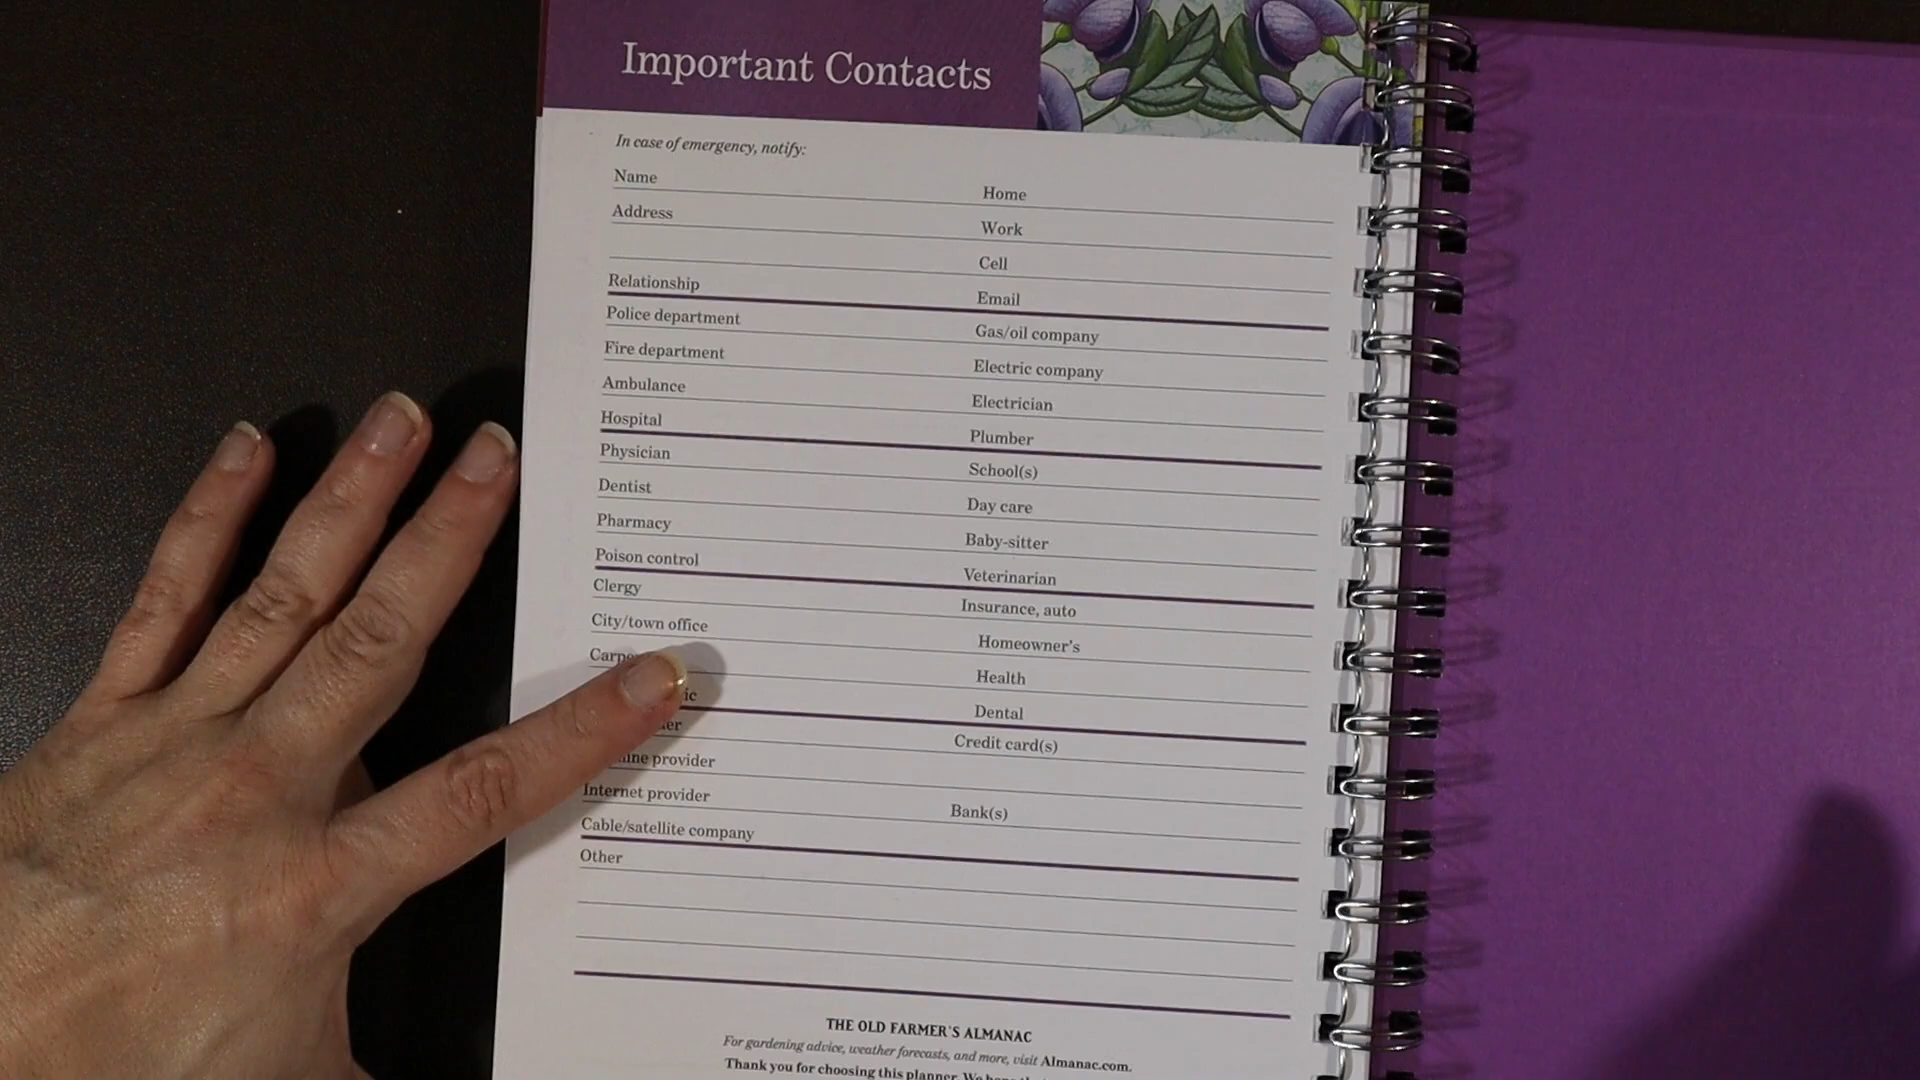 Important Contacts
In case of emergency, notify:
Name Home
Address Work
Cell
Relationship Email
Police department Gas/oil company
Fire department Electric company
Ambulance Electrician
Hospital Plumber
Physician School(s)
Dentist Day care
Pharmacy Baby-sitter
Poison control Veterinarian
Clergy Insurance, auto
City/town office Homeowner's
Health
Dental
Credit card(s)
provider
Internet provider Bank(s)
Cable/satellite company
Other
THE OLD FARMER'S ALMANAC
For gardening advice, weather forecasts, and more, visit Almanac.com.
Thank you for choosing this planner. We